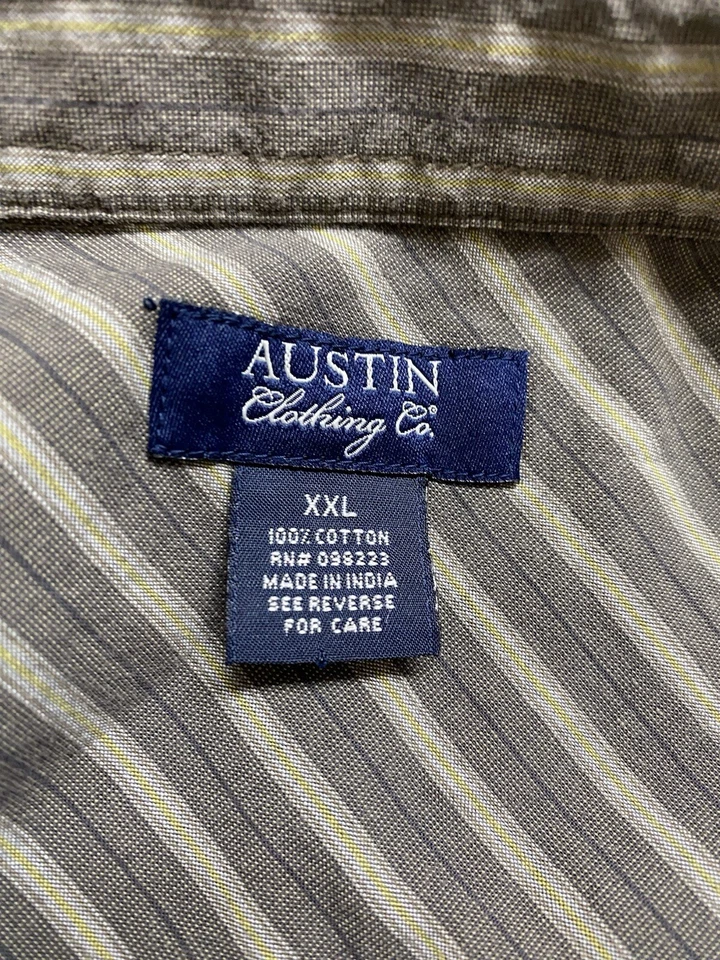 AUSTIN
Clothing Co.®
XXL
100% COTTON
RN# 098223
MADE IN INDIA
SEE REVERSE
FOR CARE